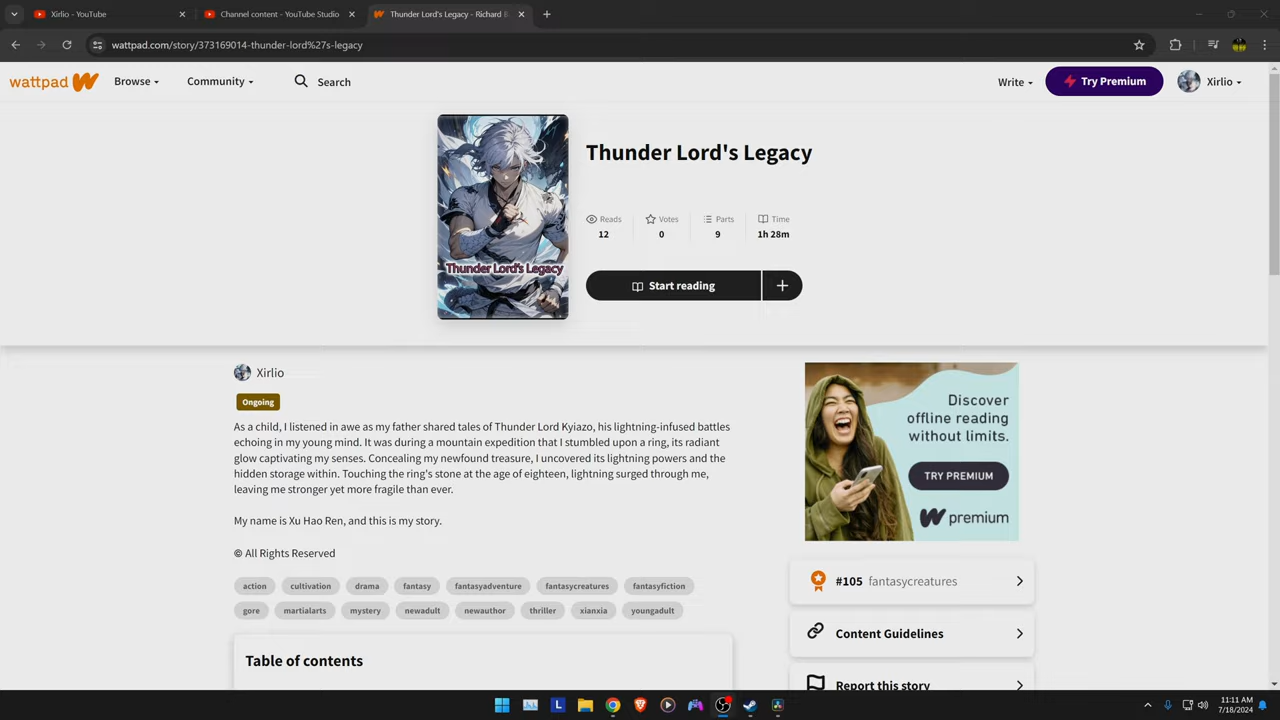 Xirlio - YouTube
Channel content - YouTube Studio
Thunder Lord's Legacy - Richard B
wattpad.com/story/373169014-thunder-lord%27s-legacy
wattpad
Browse
Community
Search
Write
Try Premium
Xirlio
Thunder Lord's Legacy
Thunder Lord's Legacy
Reads
Votes
Parts
Time
12
0
9
1h 28m
Start reading
Xirlio
Ongoing
As a child, I listened in awe as my father shared tales of Thunder Lord Kyiazo, his lightning-infused battles
echoing in my young mind. It was during a mountain expedition that I stumbled upon a ring, its radiant
glow captivating my senses. Concealing my newfound treasure, I uncovered its lightning powers and the
hidden storage within. Touching the ring's stone at the age of eighteen, lightning surged through me,
leaving me stronger yet more fragile than ever.
My name is Xu Hao Ren, and this is my story.
© All Rights Reserved
action cultivation drama fantasy fantasyadventure fantasycreatures fantasyfiction
gore martialarts mystery newadult newauthor thriller xianxia youngadult
Table of contents
Discover
offline reading
without limits.
TRY PREMIUM
premium
#105 fantasycreatures
Content Guidelines
Report this story
11:11 AM
7/18/2024